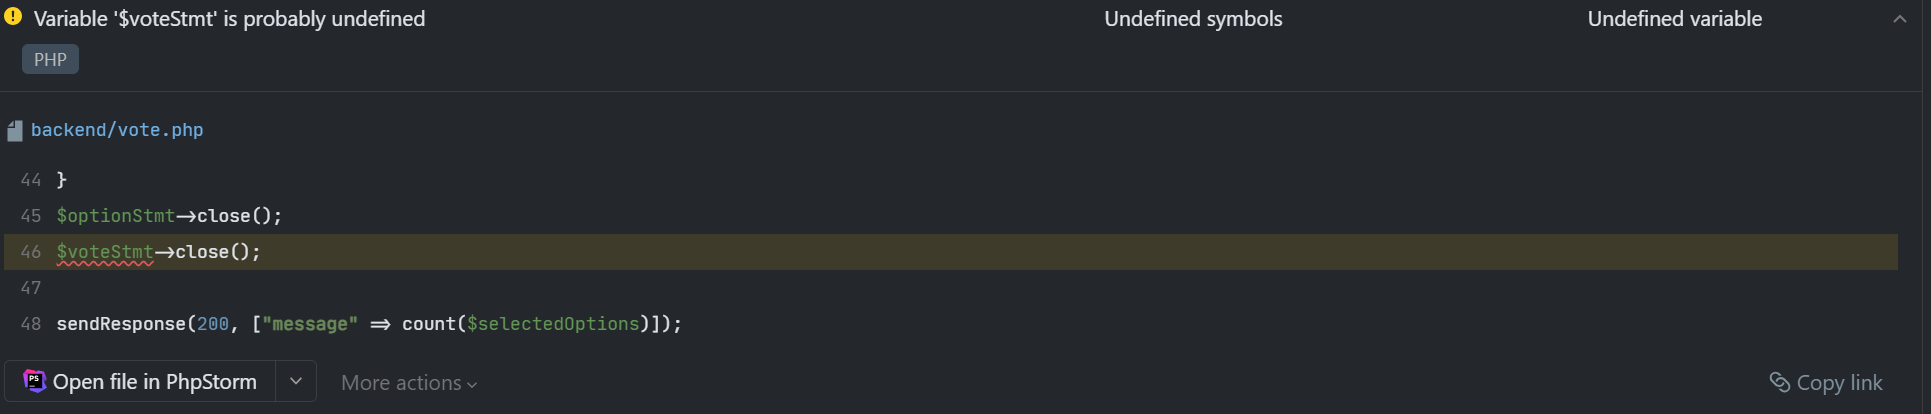 Variable '$voteStmt' is probably undefined Undefined symbols Undefined variable
PHP
backend/vote.php
44 }
45 $optionStmt->close();
46 $voteStmt->close();
47
48 sendResponse(200, ["message" => count($selectedOptions)]);
PS Open file in PhpStorm More actions Copy link